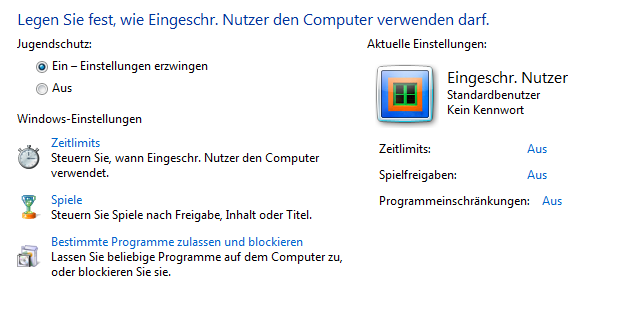 Legen Sie fest, wie Eingeschr. Nutzer den Computer verwenden darf.
Jugendschutz:
Ein – Einstellungen erzwingen
Aus
Windows-Einstellungen
Zeitlimits
Steuern Sie, wann Eingeschr. Nutzer den Computer
verwendet.
Spiele
Steuern Sie Spiele nach Freigabe, Inhalt oder Titel.
Bestimmte Programme zulassen und blockieren
Lassen Sie beliebige Programme auf dem Computer zu,
oder blockieren Sie sie.
Aktuelle Einstellungen:
Eingeschr. Nutzer
Standardbenutzer
Kein Kennwort
Zeitlimits: Aus
Spielfreigaben: Aus
Programmeinschränkungen: Aus